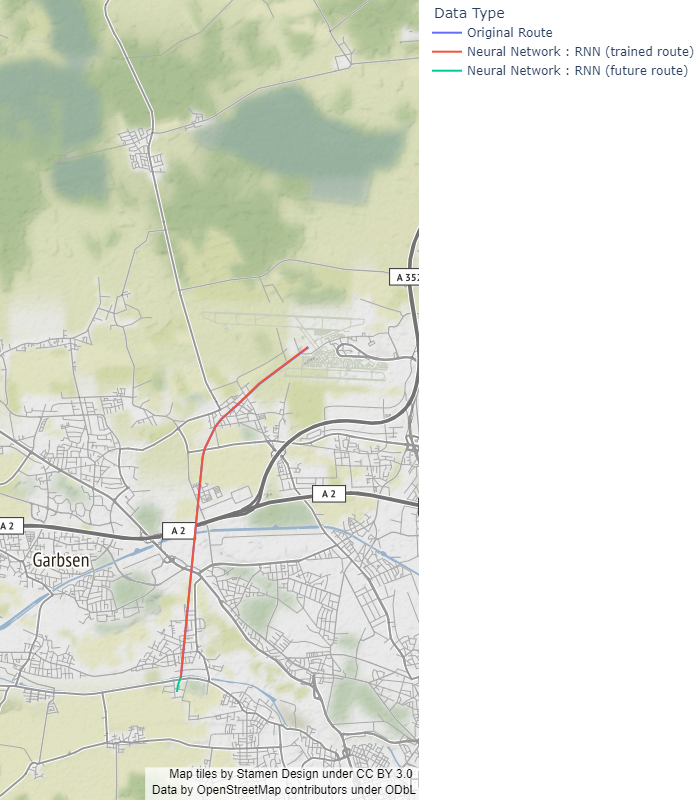 Data Type
Original Route
Neural Network : RNN (trained route)
Neural Network : RNN (future route)
A 352
A 2
A 2
A 2
Garbsen
Map tiles by Stamen Design under CC BY 3.0
Data by OpenStreetMap contributors under ODbL